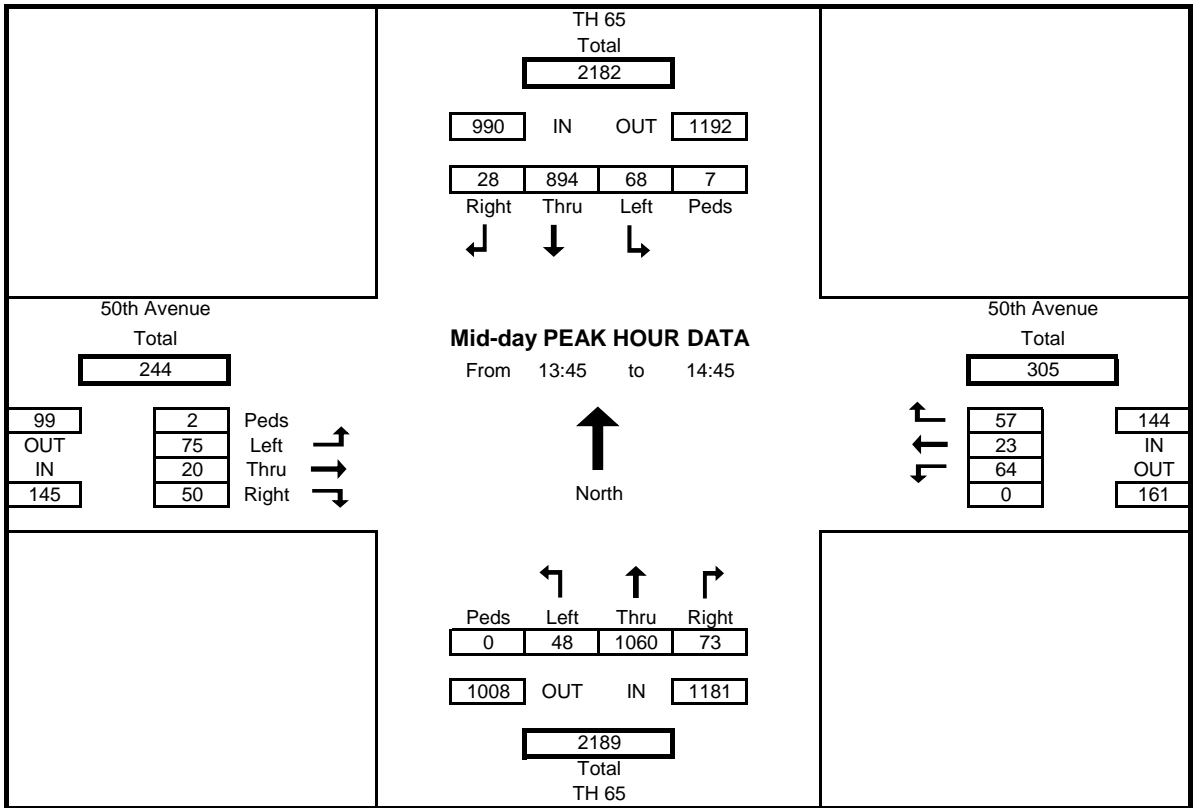 TH 65
Total
2182
990 IN OUT 1192
28 894 68 7
Right Thru Left Peds
50th Avenue
Total
244
99 2 Peds
OUT 75 Left
IN 20 Thru
145 50 Right
Mid-day PEAK HOUR DATA
From 13:45 to 14:45
North
50th Avenue
Total
305
57 144
23 IN
64 OUT
0 161
Peds Left Thru Right
0 48 1060 73
1008 OUT IN 1181
2189
Total
TH 65